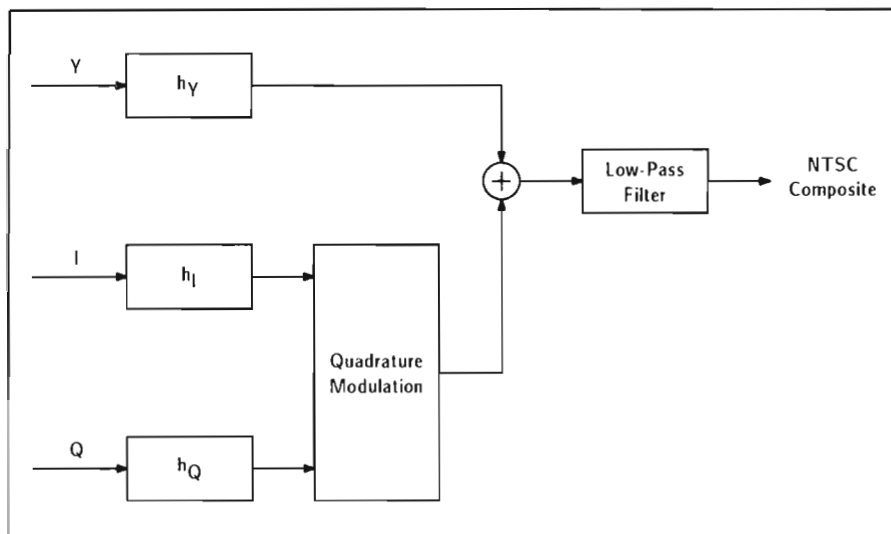 Y
hY
Low-Pass
Filter
NTSC
Composite
I
hI
Quadrature
Modulation
Q
hQ